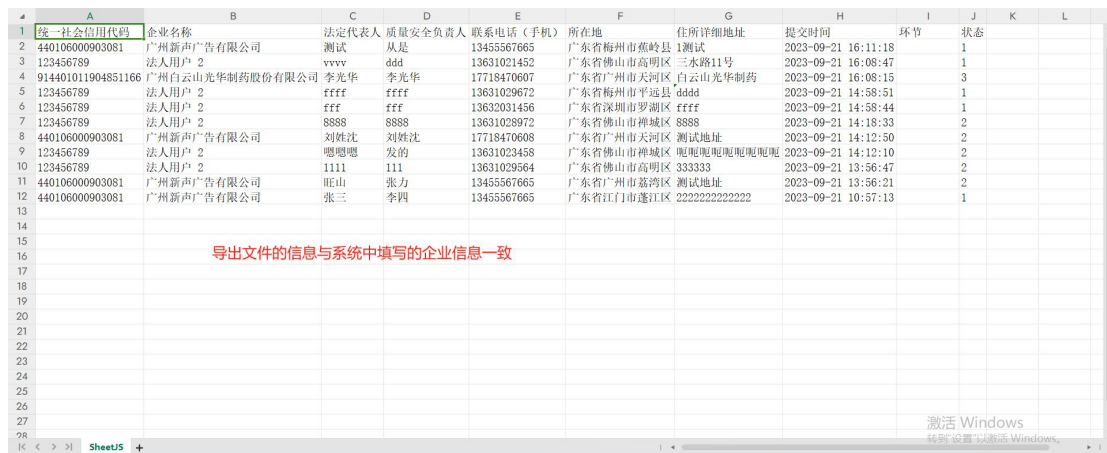 A B C D E F G H I J K L
1 统一社会信用代码 企业名称 法定代表人 质量安全负责人 联系电话（手机） 所在地 住所详细地址 提交时间 环节 状态
2 440106000903081 广州新声广告有限公司 测试 从是 13455567665 广东省梅州市蕉岭县 1测试 2023-09-21 16:11:18 1
3 123456789 法人用户 2 vvvv ddd 13631021452 广东省佛山市高明区 三水路11号 2023-09-21 16:08:47 1
4 914401011904851166 广州白云山光华制药股份有限公司 李光华 李光华 17718470607 广东省广州市天河区 白云山光华制药 2023-09-21 16:08:15 3
5 123456789 法人用户 2 ffff ffff 13631029672 广东省梅州市平远县 dddd 2023-09-21 14:58:51 1
6 123456789 法人用户 2 fff fff 13632031456 广东省深圳市罗湖区 ffff 2023-09-21 14:58:44 1
7 123456789 法人用户 2 8888 8888 13631028972 广东省佛山市禅城区 8888 2023-09-21 14:18:33 2
8 440106000903081 广州新声广告有限公司 刘姓沈 刘姓沈 17718470608 广东省广州市天河区 测试地址 2023-09-21 14:12:50 2
9 123456789 法人用户 2 嗯嗯嗯 发的 13631023458 广东省佛山市禅城区 呃呃呃呃呃呃呃呃呃 2023-09-21 14:12:10 2
10 123456789 法人用户 2 1111 111 13631029564 广东省佛山市高明区 333333 2023-09-21 13:56:47 2
11 440106000903081 广州新声广告有限公司 旺山 张力 13455567665 广东省广州市荔湾区 测试地址 2023-09-21 13:56:21 2
12 440106000903081 广州新声广告有限公司 张三 李四 13455567665 广东省江门市蓬江区 2222222222222 2023-09-21 10:57:13 1
13
14
15
导出文件的信息与系统中填写的企业信息一致
16
17
18
19
20
21
22
23
24
25
26
27
激活 Windows
28
转到"设置"以激活 Windows。
SheetJS +